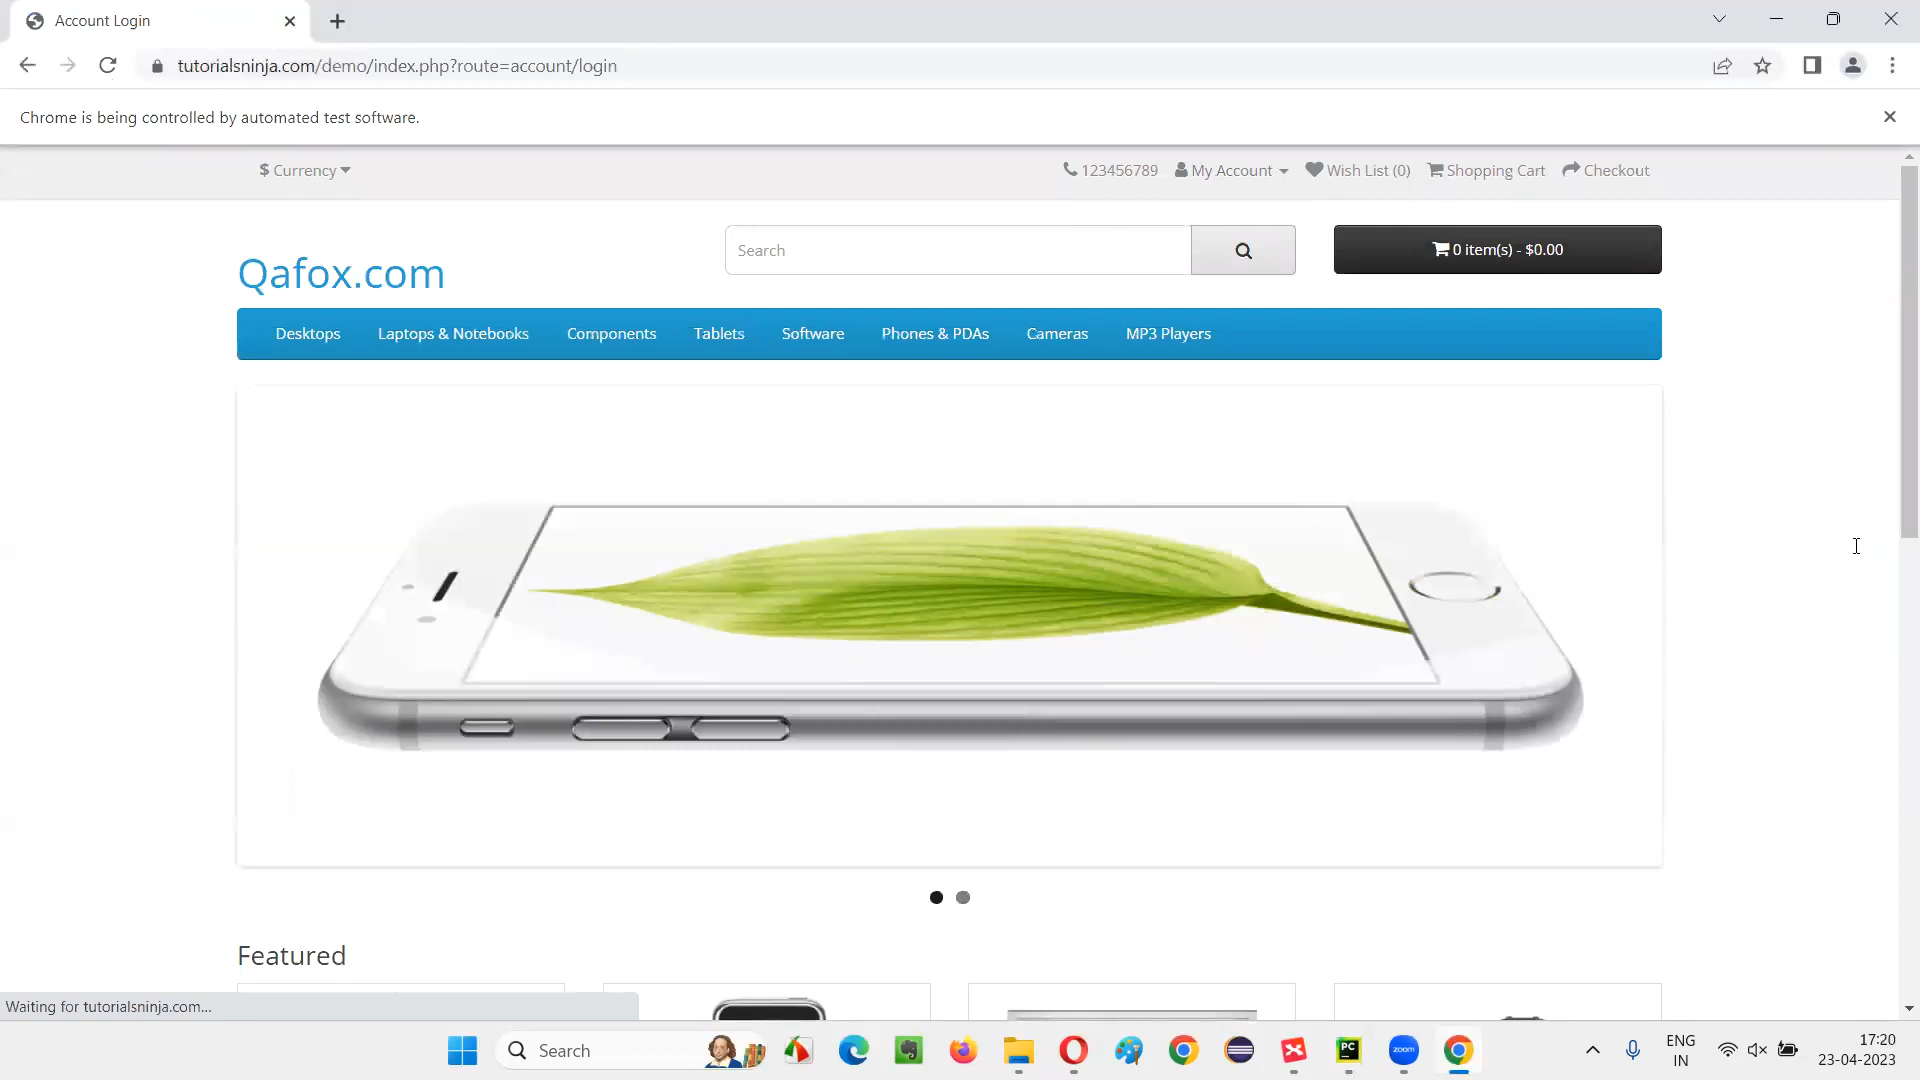 Account Login
tutorialsninja.com/demo/index.php?route=account/login
Chrome is being controlled by automated test software.
$ Currency
123456789 My Account Wish List (0) Shopping Cart Checkout
Search
0 item(s) - $0.00
Qafox.com
Desktops Laptops & Notebooks Components Tablets Software Phones & PDAs Cameras MP3 Players
Featured
Waiting for tutorialsninja.com...
Search
PC
zoom
ENG
IN
17:20
23-04-2023